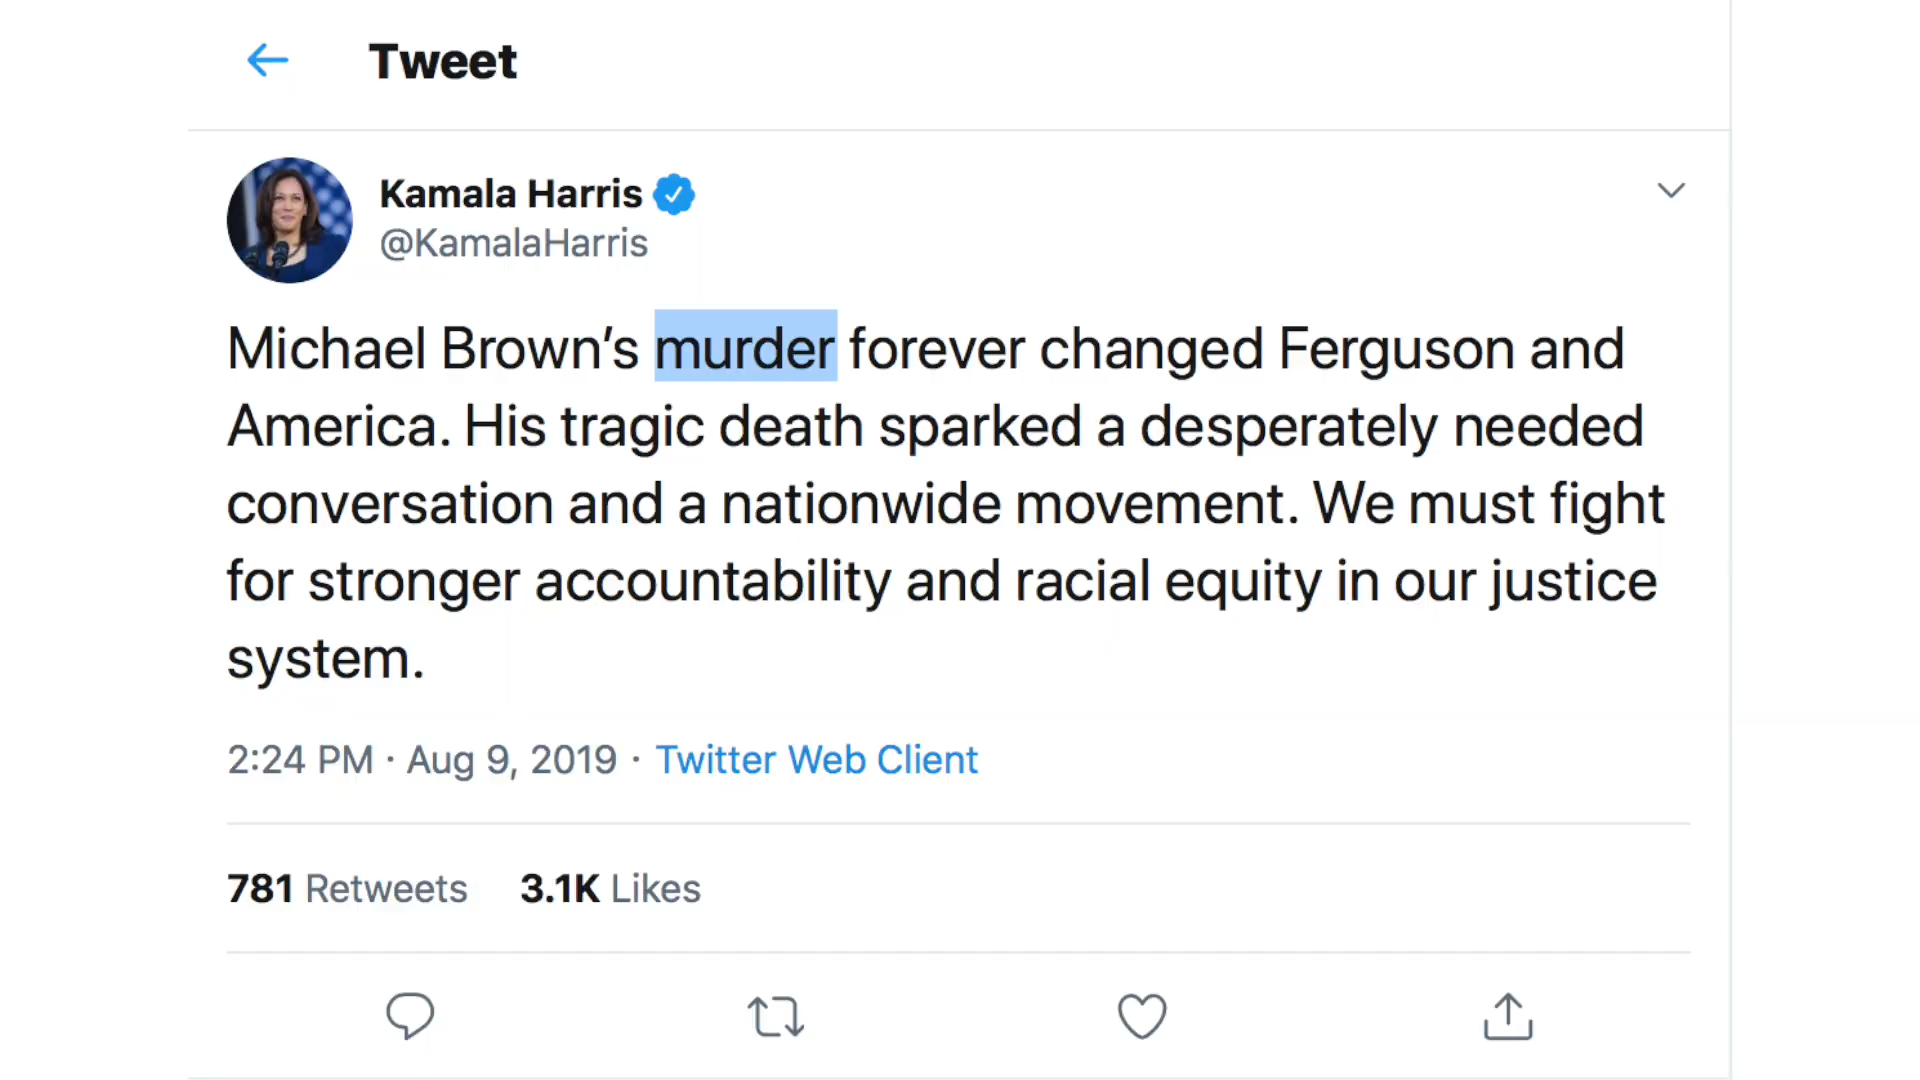 Tweet
Kamala Harris
@KamalaHarris
Michael Brown’s murder forever changed Ferguson and
America. His tragic death sparked a desperately needed
conversation and a nationwide movement. We must fight
for stronger accountability and racial equity in our justice
system.
2:24 PM · Aug 9, 2019 · Twitter Web Client
781 Retweets 3.1K Likes